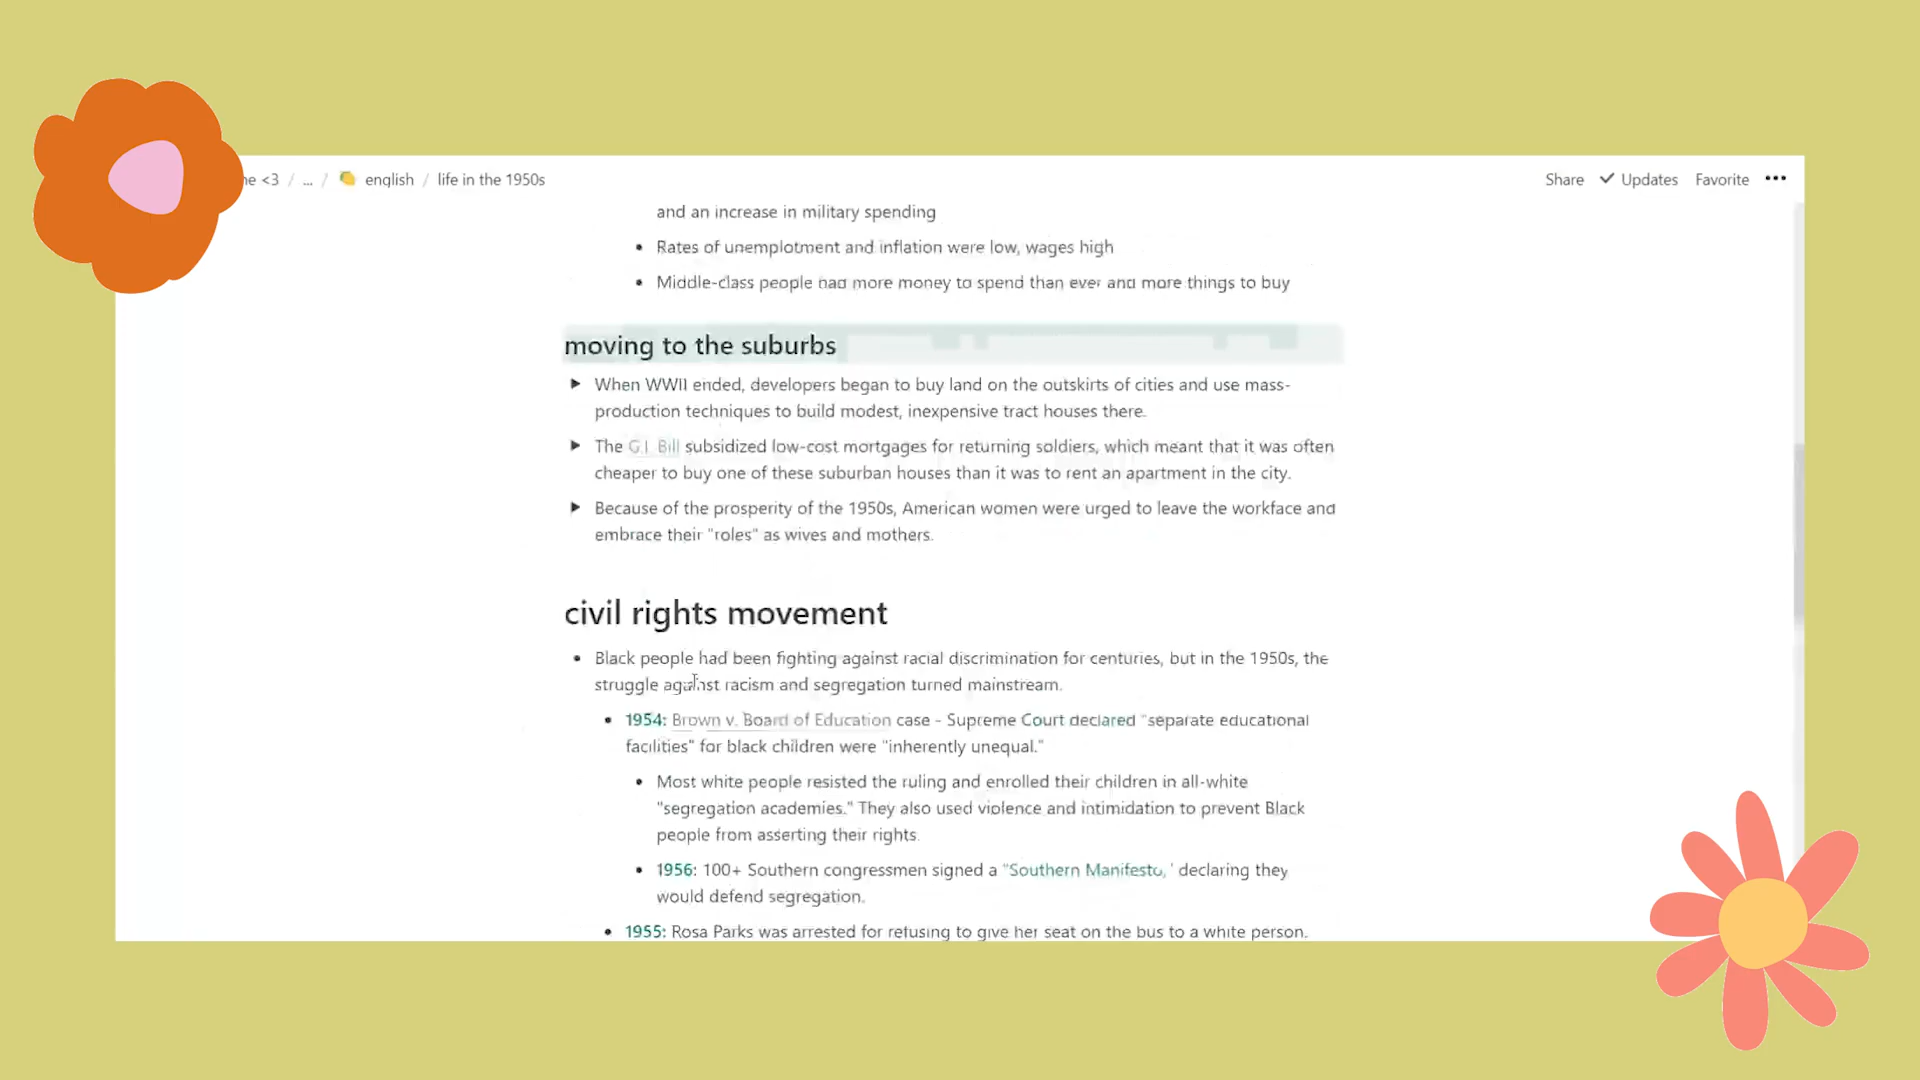 he <3 / ... / english / life in the 1950s
Share ✓ Updates Favorite •••
and an increase in military spending
• Rates of unemplotment and inflation were low, wages high
• Middle-class people had more money to spend than ever and more things to buy
moving to the suburbs
▶ When WWII ended, developers began to buy land on the outskirts of cities and use mass-
production techniques to build modest, inexpensive tract houses there.
▶ The G.I. Bill subsidized low-cost mortgages for returning soldiers, which meant that it was often
cheaper to buy one of these suburban houses than it was to rent an apartment in the city.
▶ Because of the prosperity of the 1950s, American women were urged to leave the workface and
embrace their "roles" as wives and mothers.
civil rights movement
• Black people had been fighting against racial discrimination for centuries, but in the 1950s, the
struggle against racism and segregation turned mainstream.
• 1954: Brown v. Board of Education case - Supreme Court declared "separate educational
facilities" for black children were "inherently unequal."
• Most white people resisted the ruling and enrolled their children in all-white
"segregation academies." They also used violence and intimidation to prevent Black
people from asserting their rights.
• 1956: 100+ Southern congressmen signed a "Southern Manifesto," declaring they
would defend segregation.
• 1955: Rosa Parks was arrested for refusing to give her seat on the bus to a white person.